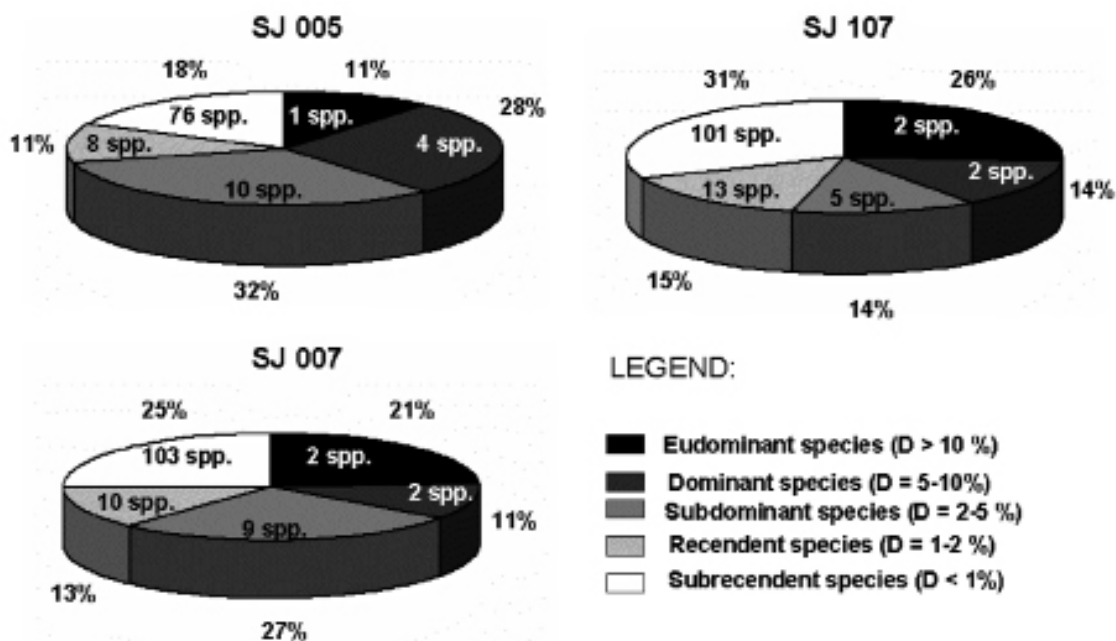 SJ 005
18%
11%
28%
76 spp.
1 spp.
4 spp.
11%
8 spp.
10 spp.
32%
SJ 107
31%
26%
101 spp.
2 spp.
2 spp.
13 spp.
5 spp.
14%
15%
14%
SJ 007
25%
21%
103 spp.
2 spp.
2 spp.
10 spp.
9 spp.
11%
13%
27%
LEGEND:
Eudominant species (D > 10 %)
Dominant species (D = 5-10%)
Subdominant species (D = 2-5 %)
Recendent species (D = 1-2 %)
Subrecendent species (D < 1%)